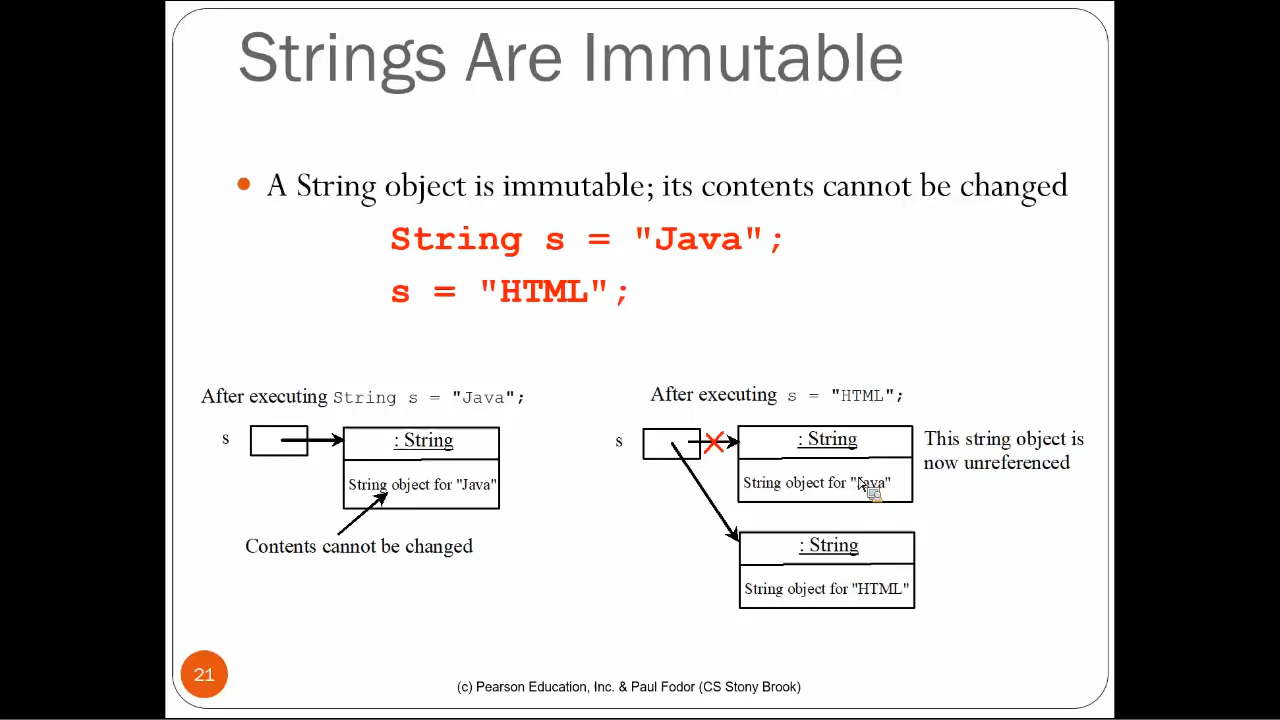 Strings Are Immutable
• A String object is immutable; its contents cannot be changed
String s = "Java";
s = "HTML";
After executing String s = "Java";
s
: String
String object for "Java"
Contents cannot be changed
After executing s = "HTML";
s
: String
String object for "Java"
This string object is
now unreferenced
: String
String object for "HTML"
21
(c) Pearson Education, Inc. & Paul Fodor (CS Stony Brook)